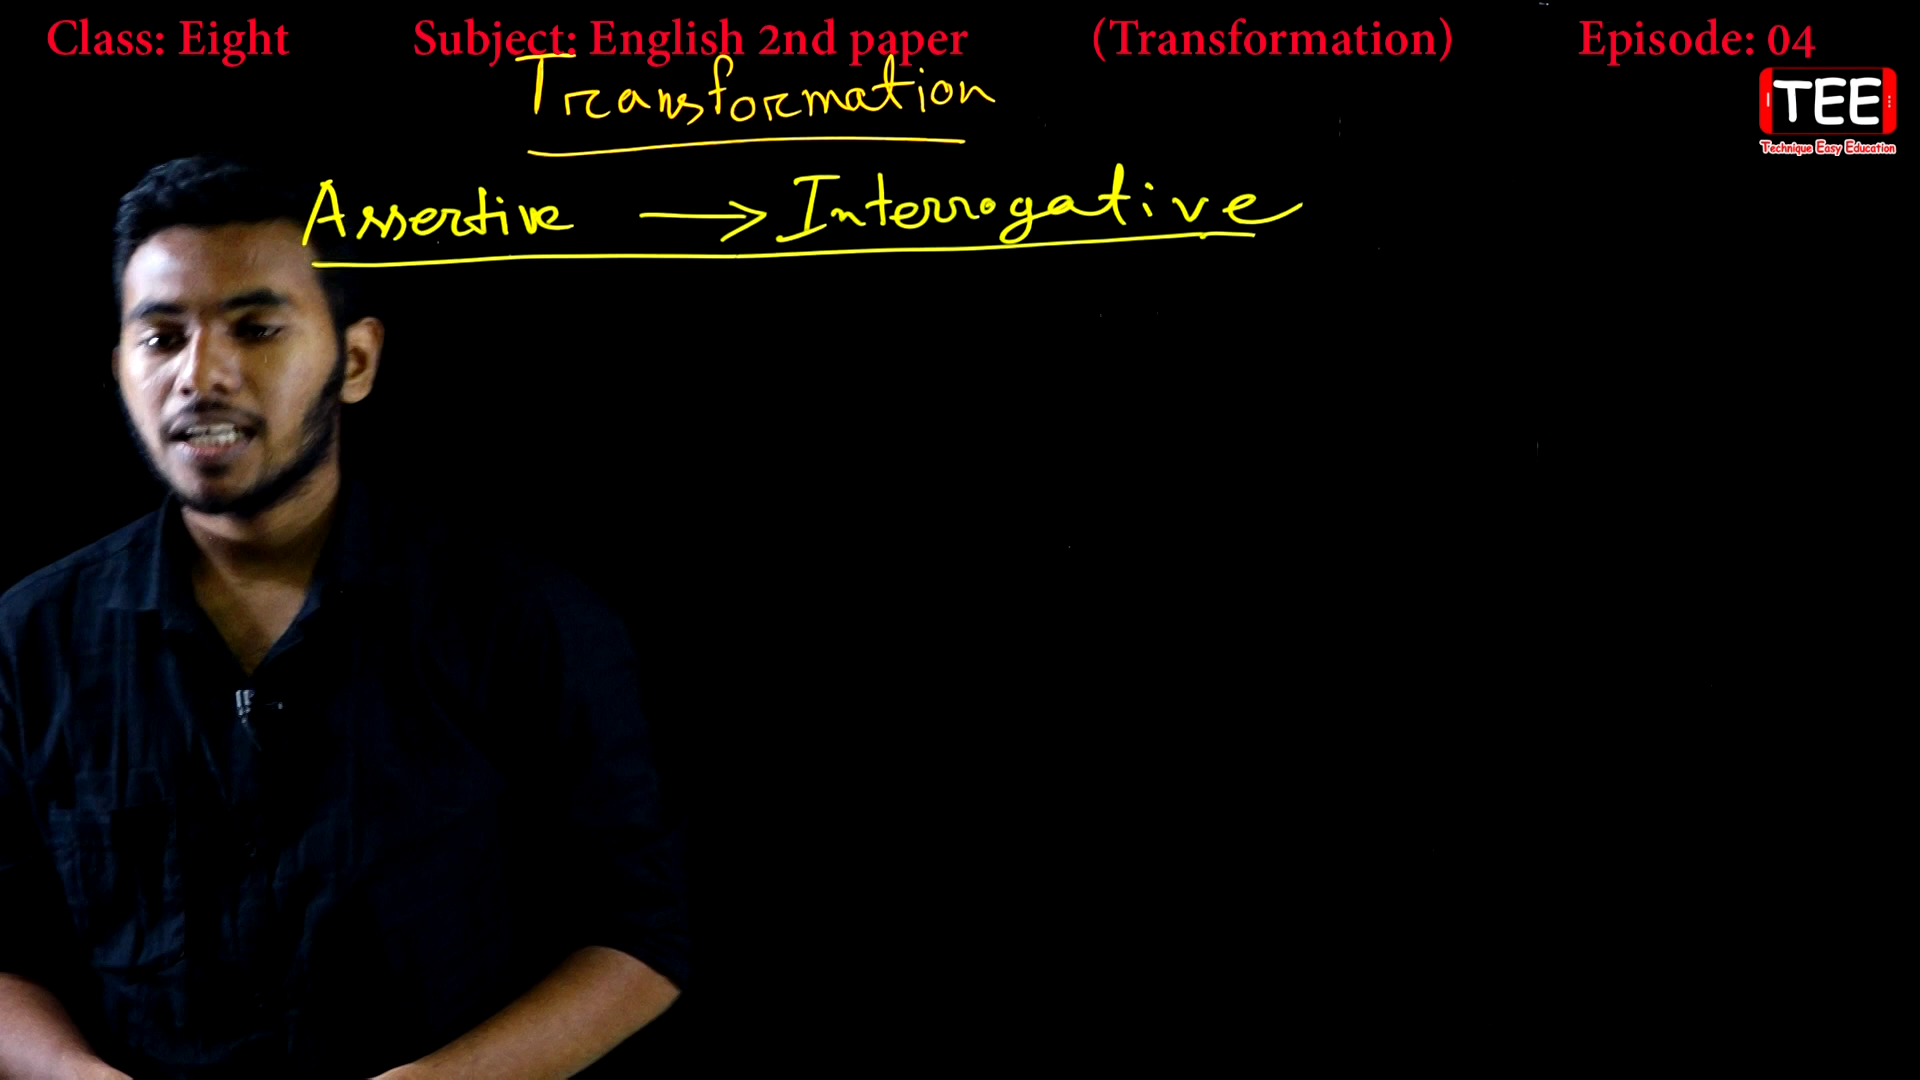 Class: Eight Subject: English 2nd paper (Transformation) Episode: 04
Transformation
TEE
Technique Easy Education
Assertive → Interrogative